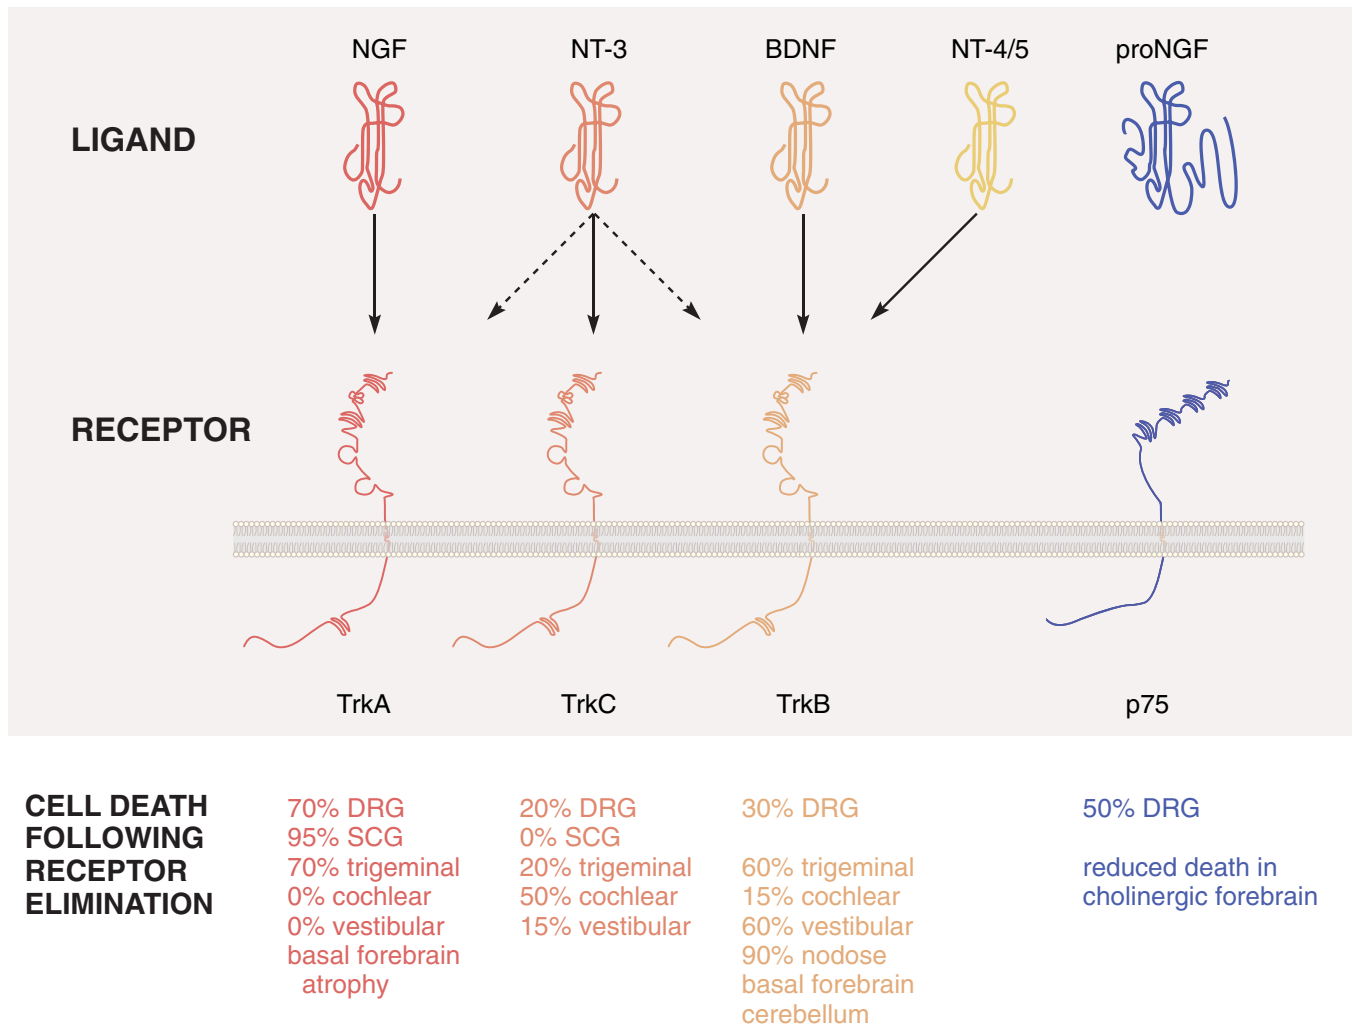 NGF
NT-3
BDNF
NT-4/5
proNGF
LIGAND
RECEPTOR
TrkA
TrkC
TrkB
p75
CELL DEATH
FOLLOWING
RECEPTOR
ELIMINATION
70% DRG
95% SCG
70% trigeminal
0% cochlear
0% vestibular
basal forebrain
atrophy
20% DRG
0% SCG
20% trigeminal
50% cochlear
15% vestibular
30% DRG
60% trigeminal
15% cochlear
60% vestibular
90% nodose
basal forebrain
cerebellum
50% DRG
reduced death in
cholinergic forebrain